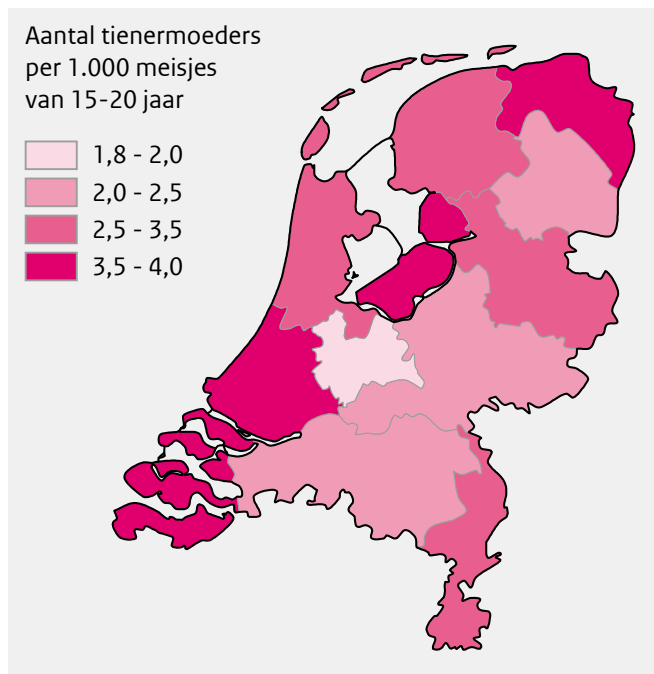 Aantal tienermoeders
per 1.000 meisjes
van 15-20 jaar
1,8 - 2,0
2,0 - 2,5
2,5 - 3,5
3,5 - 4,0